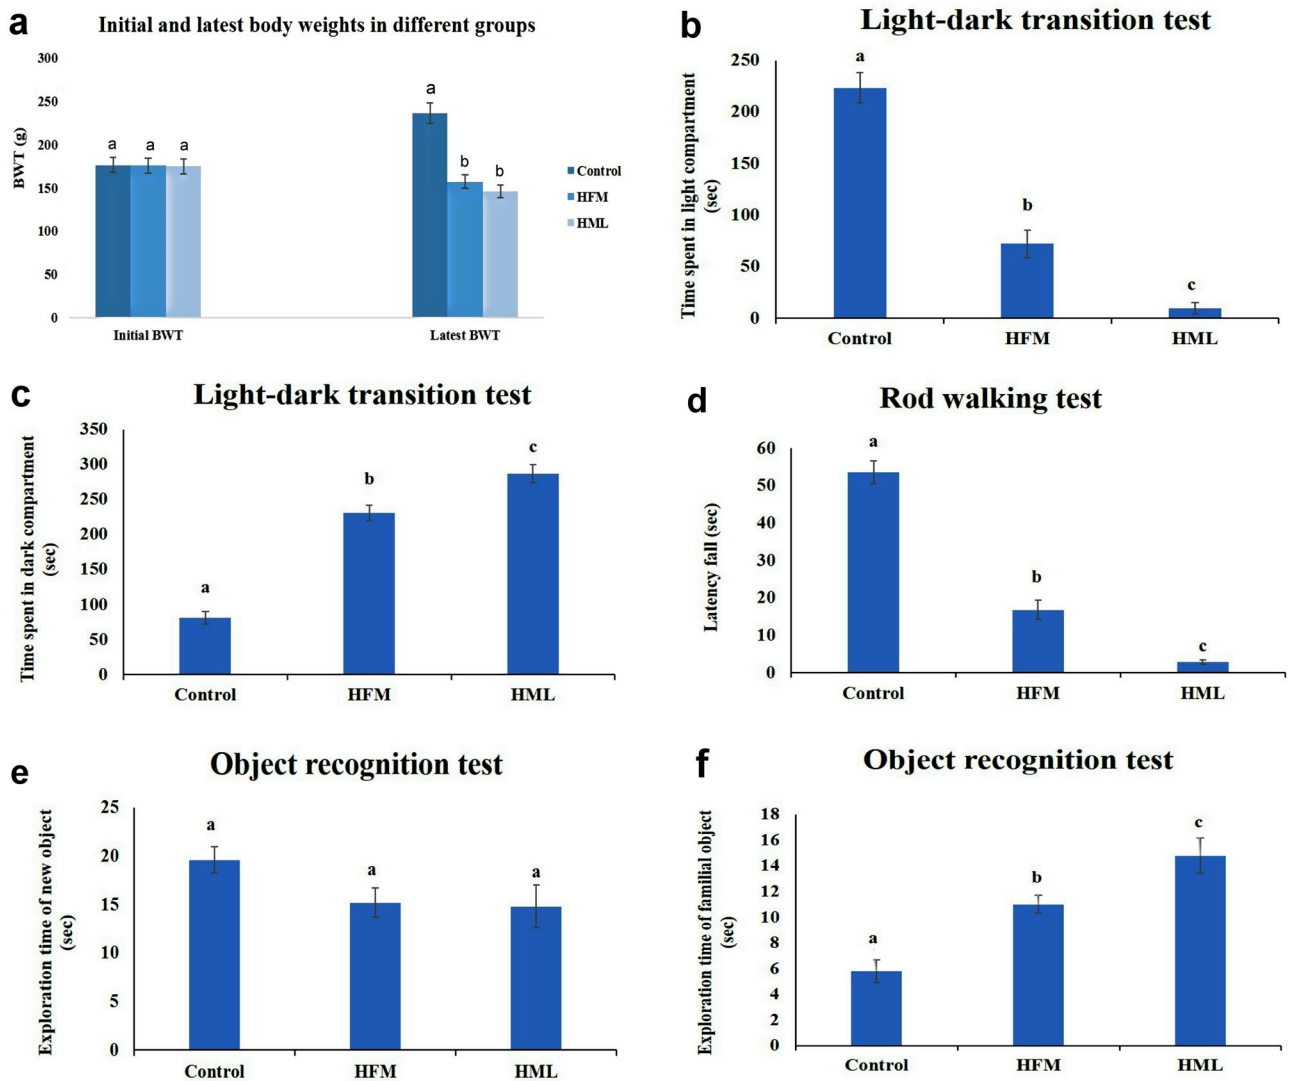 a
Initial and latest body weights in different groups
300
250
200
150
100
50
0
BWT (g)
a a a
a
b b
Initial BWT Latest BWT
Control
HFM
HML
b
Light-dark transition test
250
200
150
100
50
0
Time spent in light compartment
(sec)
a
b
c
Control HFM HML
c
Light-dark transition test
350
300
250
200
150
100
50
0
Time spent in dark compartment
(sec)
a
b
c
Control HFM HML
d
Rod walking test
60
50
40
30
20
10
0
Latency fall (sec)
a
b
c
Control HFM HML
e
Object recognition test
25
20
15
10
5
0
Exploration time of new object
(sec)
a
a
a
Control HFM HML
f
Object recognition test
18
16
14
12
10
8
6
4
2
0
Exploration time of familial object
(sec)
a
b
c
Control HFM HML